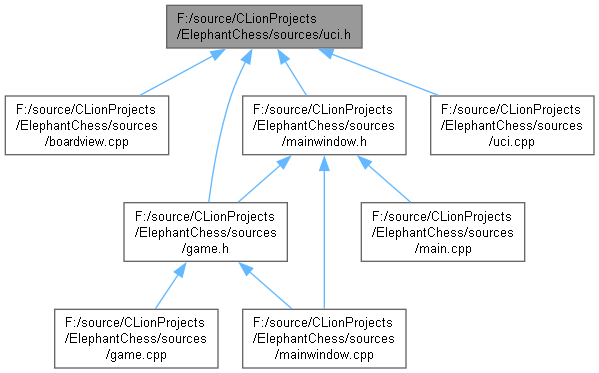 F:/source/CLionProjects
/ElephantChess/sources/uci.h
F:/source/CLionProjects
/ElephantChess/sources
/boardview.cpp
F:/source/CLionProjects
/ElephantChess/sources
/mainwindow.h
F:/source/CLionProjects
/ElephantChess/sources
/uci.cpp
F:/source/CLionProjects
/ElephantChess/sources
/game.h
F:/source/CLionProjects
/ElephantChess/sources
/main.cpp
F:/source/CLionProjects
/ElephantChess/sources
/game.cpp
F:/source/CLionProjects
/ElephantChess/sources
/mainwindow.cpp